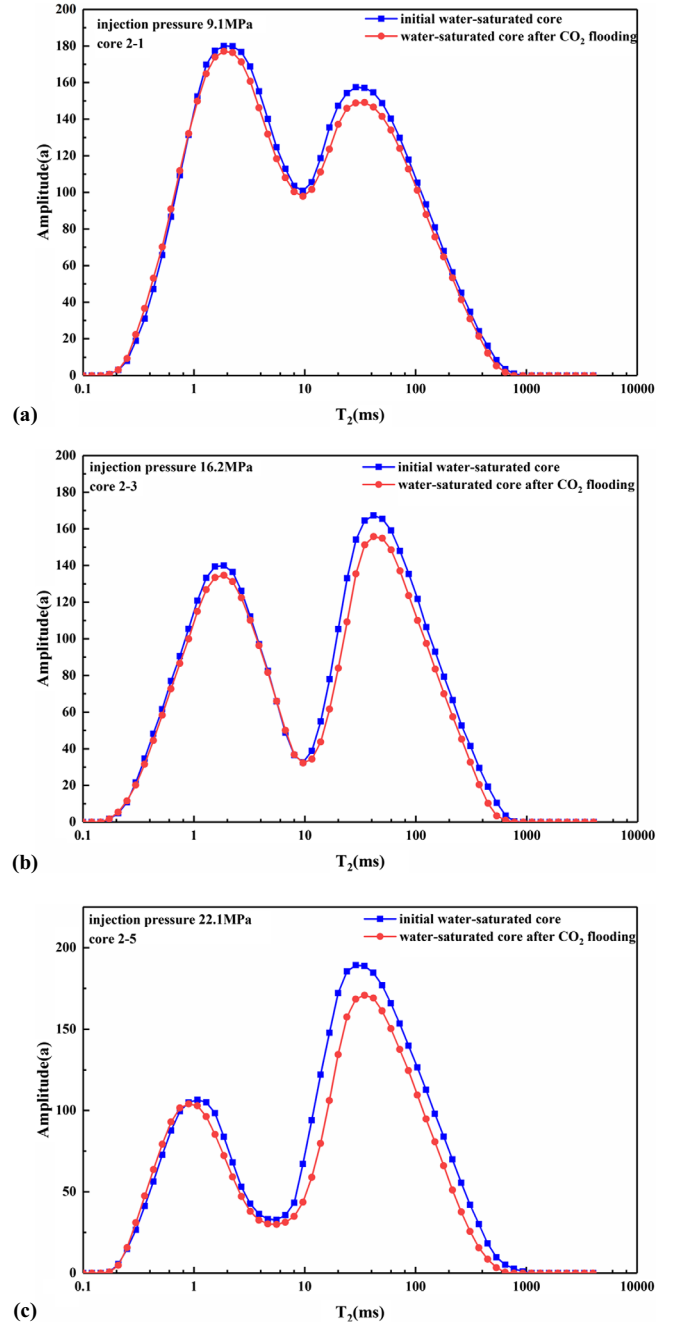 injection pressure 9.1MPa
core 2-1
initial water-saturated core
water-saturated core after CO₂ flooding
Amplitude(a)
200
180
160
140
120
100
80
60
40
20
0
0.1 1 10 100 1000 10000
T₂(ms)
(a)
injection pressure 16.2MPa
core 2-3
initial water-saturated core
water-saturated core after CO₂ flooding
Amplitude(a)
200
180
160
140
120
100
80
60
40
20
0
0.1 1 10 100 1000 10000
T₂(ms)
(b)
injection pressure 22.1MPa
core 2-5
initial water-saturated core
water-saturated core after CO₂ flooding
Amplitude(a)
200
150
100
50
0
0.1 1 10 100 1000 10000
T₂(ms)
(c)